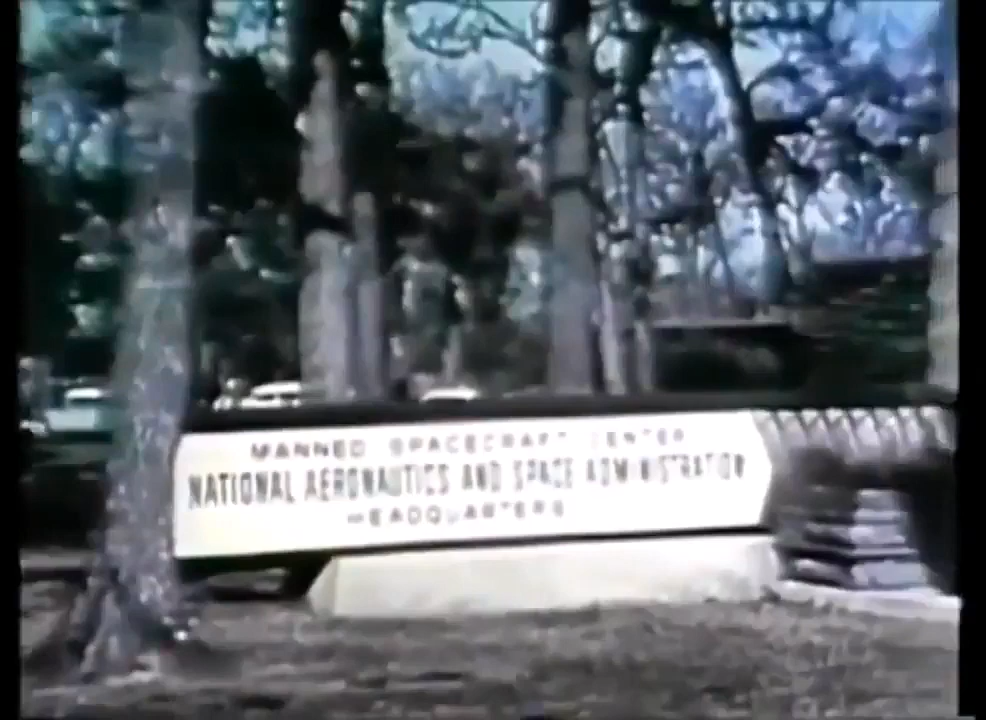 MANNED SPACECRAFT CENTER
NATIONAL AERONAUTICS AND SPACE ADMINISTRATION
HEADQUARTERS